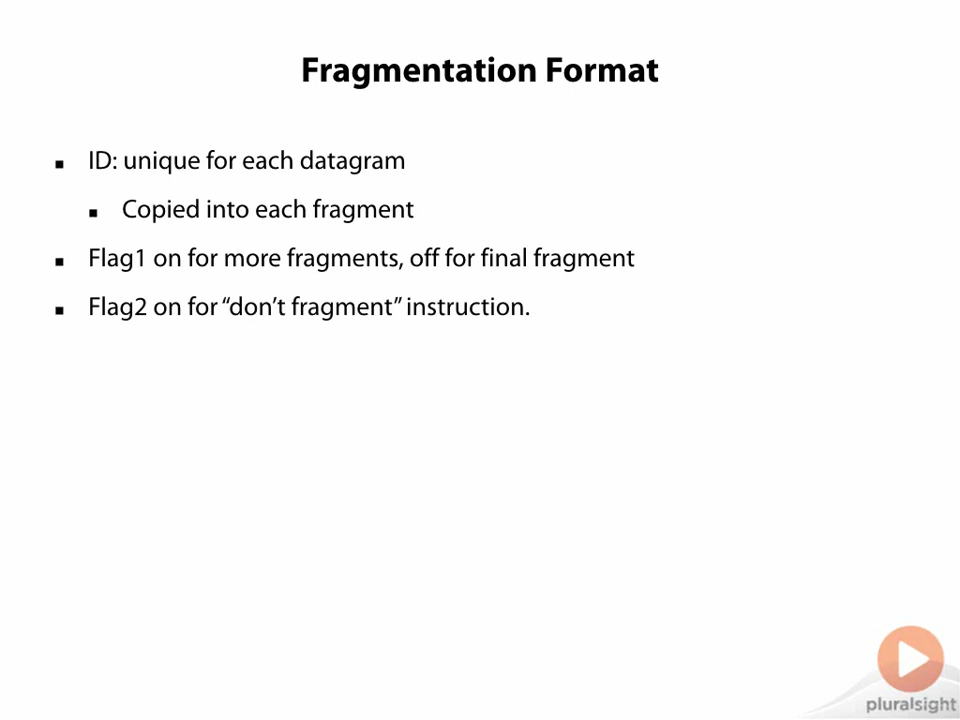 Fragmentation Format
ID: unique for each datagram
Copied into each fragment
Flag1 on for more fragments, off for final fragment
Flag2 on for “don’t fragment” instruction.
pluralsight